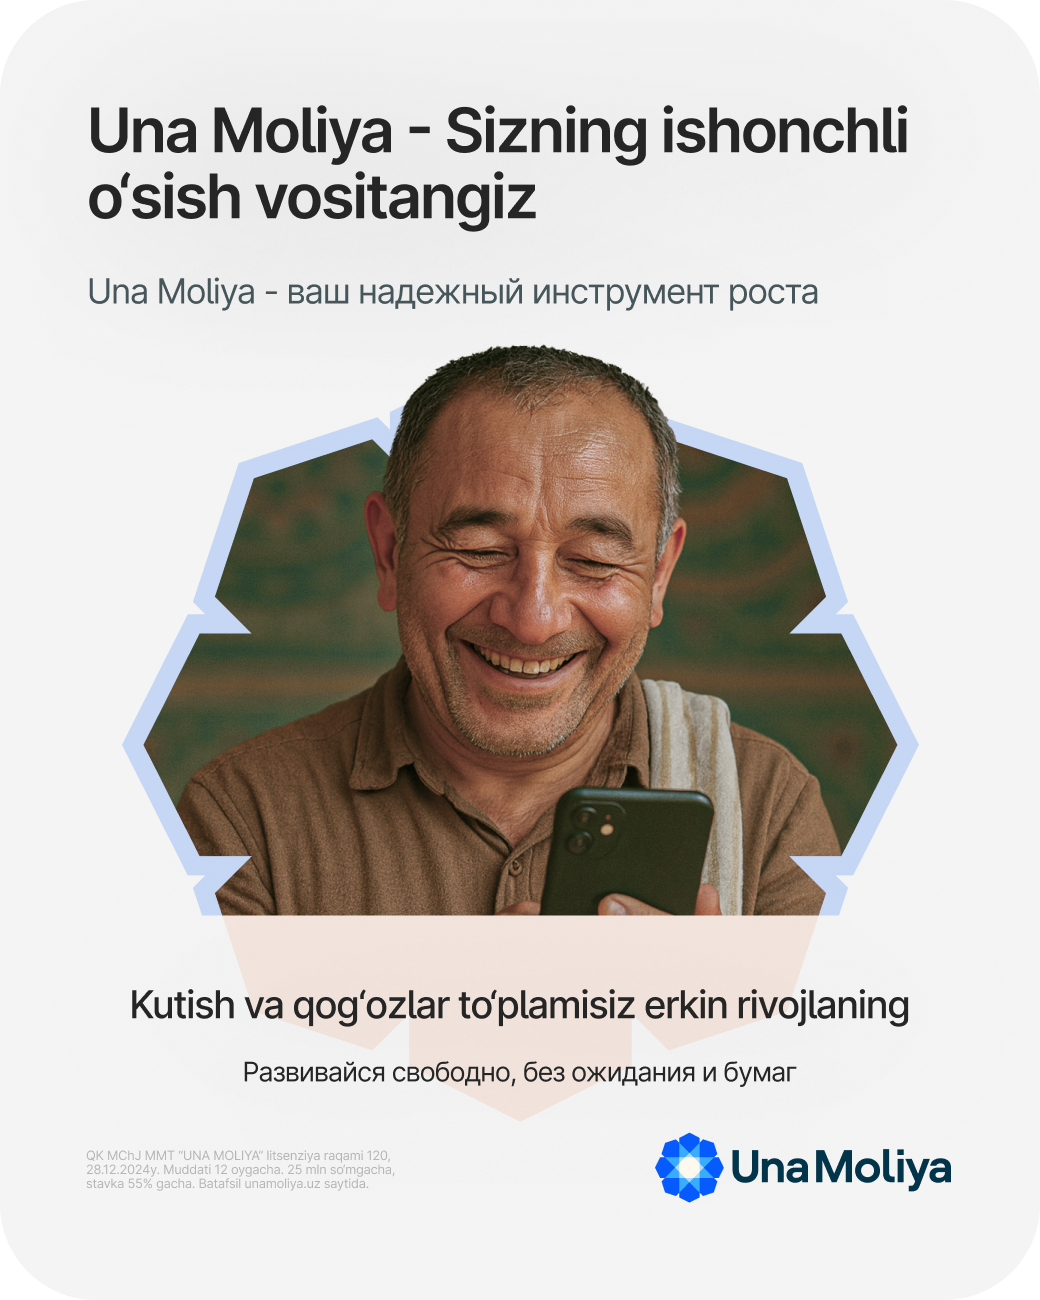 Una Moliya - Sizning ishonchli
o‘sish vositangiz
Una Moliya - ваш надежный инструмент роста
Kutish va qog‘ozlar to‘plamisiz erkin rivojlaning
Развивайся свободно, без ожидания и бумаг
QK MChJ MMT "UNA MOLIYA" litsenziya raqami 120,
28.12.2024y. Muddati 12 oygacha. 25 mln so‘mgacha,
stavka 55% gacha. Batafsil unamoliya.uz saytida.
Una Moliya